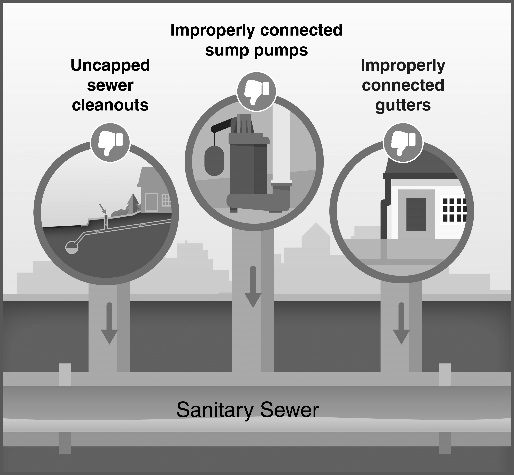 Uncapped
sewer
cleanouts
Improperly connected
sump pumps
Improperly
connected
gutters
Sanitary Sewer